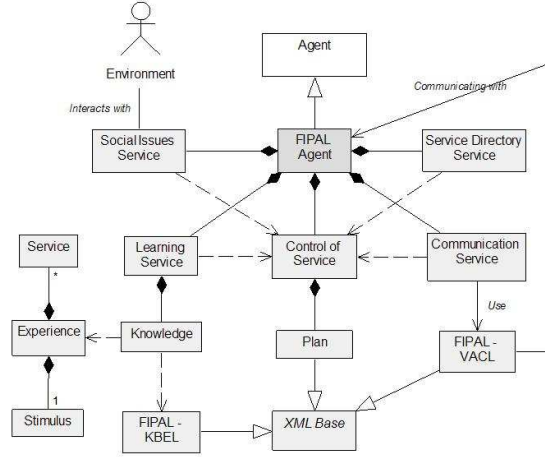 Agent
Environment
Communicating with
Interacts with
Social Issues
Service
FIPAL
Agent
Service Directory
Service
Service
Learning
Service
Control of
Service
Communication
Service
*
Use
Experience
Knowledge
Plan
FIPAL -
VACL
1
Stimulus
FIPAL -
KBEL
XML Base